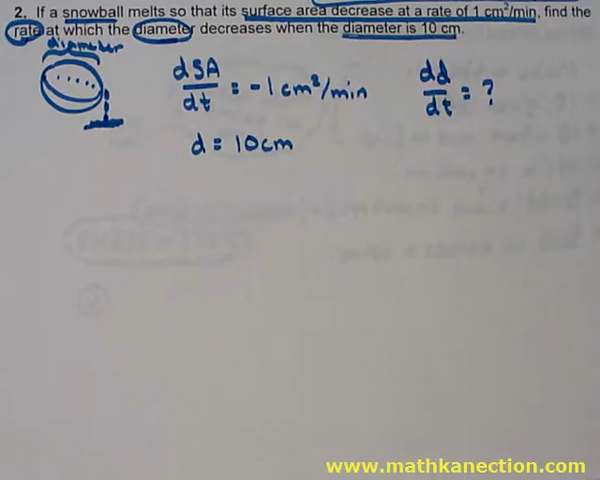 2. If a snowball melts so that its surface area decrease at a rate of 1 cm²/min, find the
rate at which the diameter decreases when the diameter is 10 cm.
diameter
dSA/dt = -1 cm²/min
dd/dt = ?
d = 10cm
www.mathkanection.com